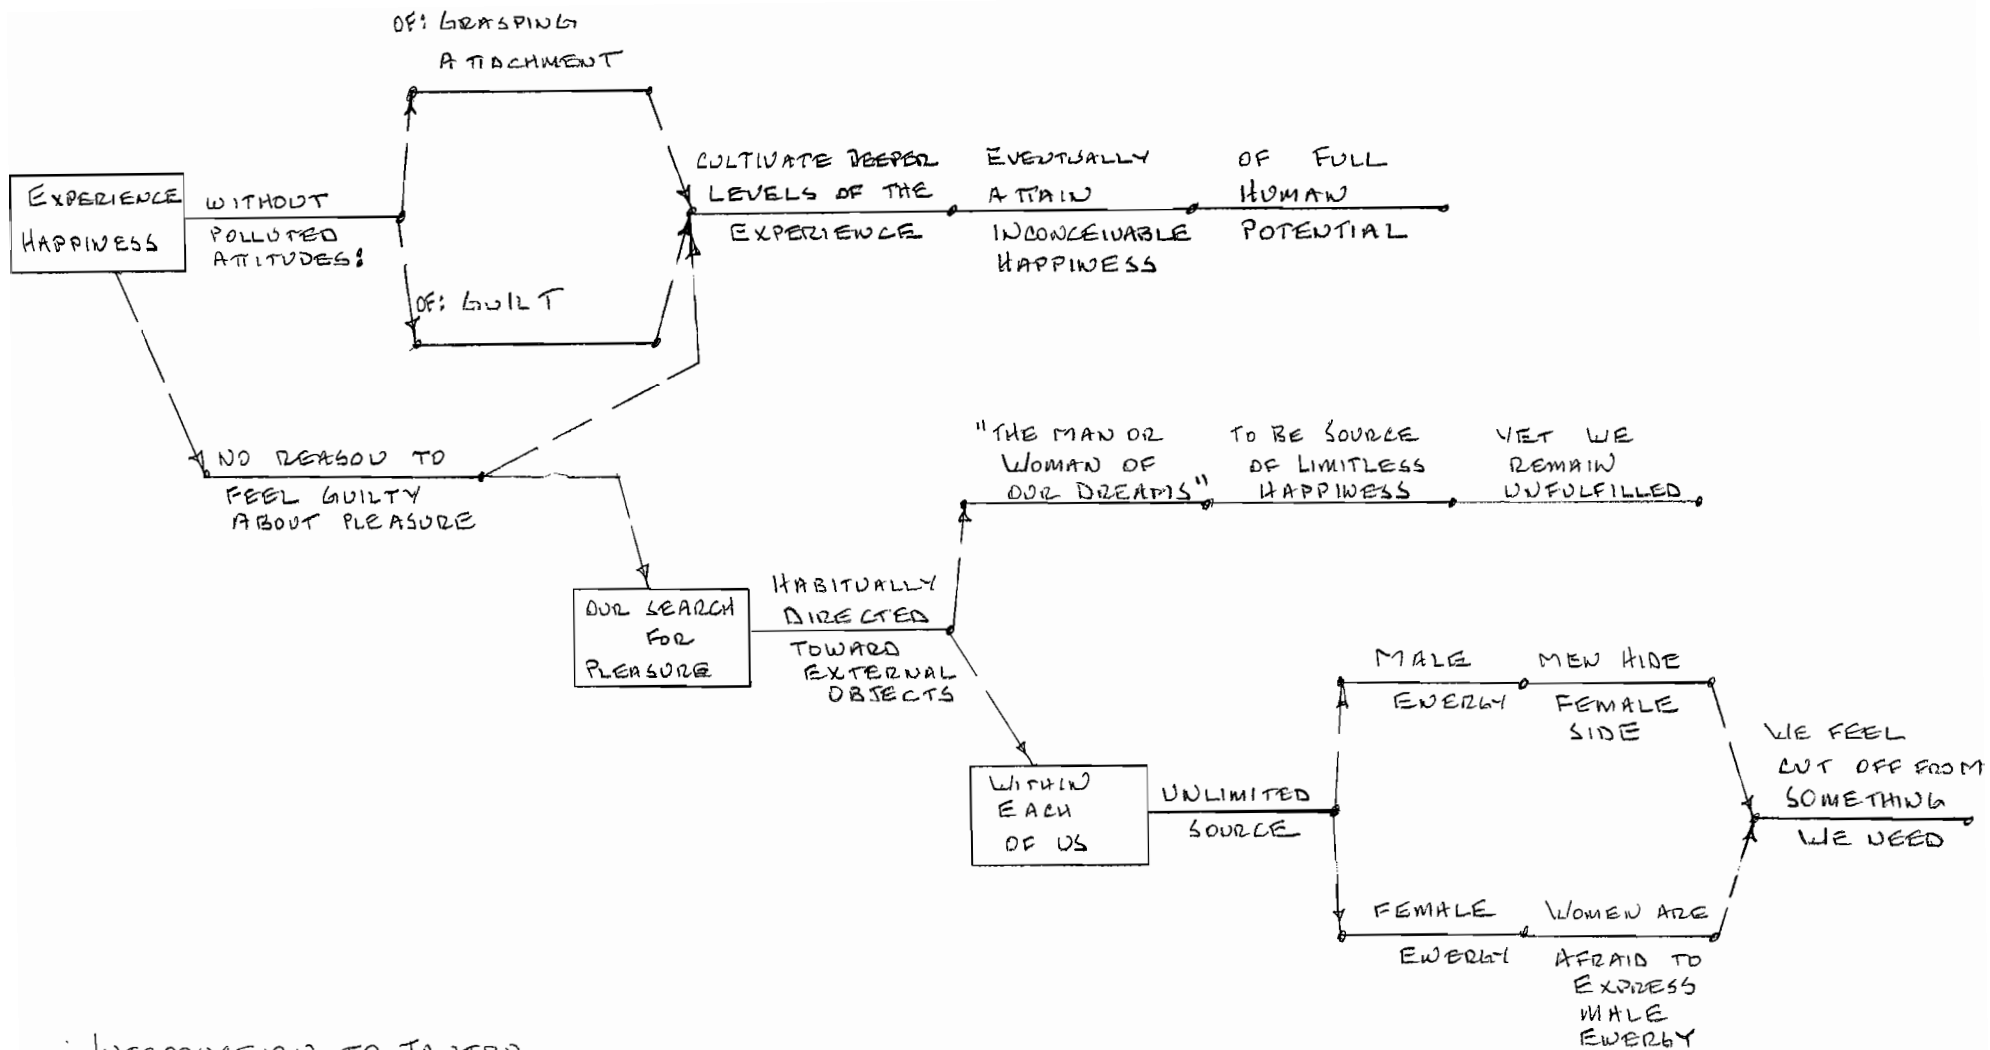 OF: GRASPING
ATTACHMENT
EXPERIENCE
HAPPINESS
WITHOUT
POLLUTED
ATTITUDES:
OF: GUILT
CULTIVATE DEEPER
LEVELS OF THE
EXPERIENCE
EVENTUALLY
ATTAIN
INCONCEIVABLE
HAPPINESS
OF FULL
HUMAN
POTENTIAL
NO REASON TO
FEEL GUILTY
ABOUT PLEASURE
OUR SEARCH
FOR
PLEASURE
HABITUALLY
DIRECTED
TOWARD
EXTERNAL
OBJECTS
"THE MAN OR
WOMAN OF
OUR DREAMS"
TO BE SOURCE
OF LIMITLESS
HAPPINESS
YET WE
REMAIN
UNFULFILLED
WITHIN
EACH
OF US
UNLIMITED
SOURCE
MALE
ENERGY
MEN HIDE
FEMALE
SIDE
FEMALE
ENERGY
WOMEN ARE
AFRAID TO
EXPRESS
MALE
ENERGY
WE FEEL
CUT OFF FROM
SOMETHING
WE NEED
INTRODUCTION TO TANTRA